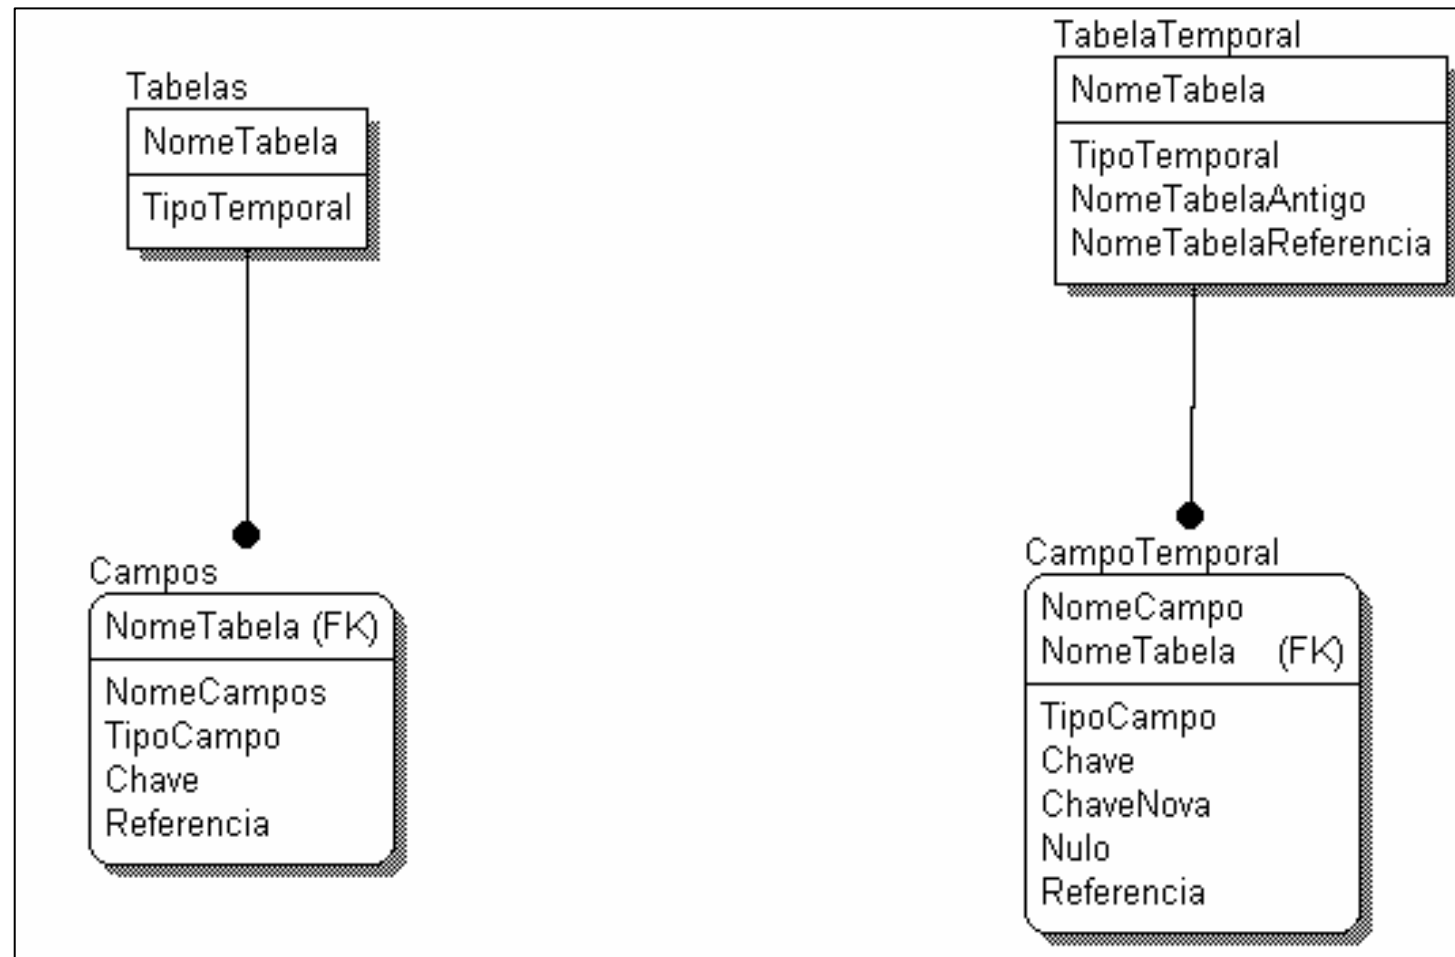 Tabelas
NomeTabela
TipoTemporal
Campos
NomeTabela (FK)
NomeCampos
TipoCampo
Chave
Referencia
TabelaTemporal
NomeTabela
TipoTemporal
NomeTabelaAntigo
NomeTabelaReferencia
CampoTemporal
NomeCampo
NomeTabela (FK)
TipoCampo
Chave
ChaveNova
Nulo
Referencia